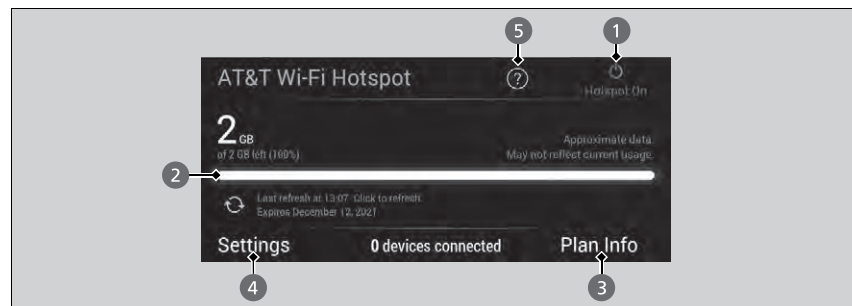 5 1
AT&T Wi-Fi Hotspot ?
Hotspot On
2 GB
of 2 GB left (100%)
Approximate data.
May not reflect current usage.
2
Last refresh at 13:07. Click to refresh.
Expires December 12, 2021
Settings 0 devices connected Plan Info
4 3